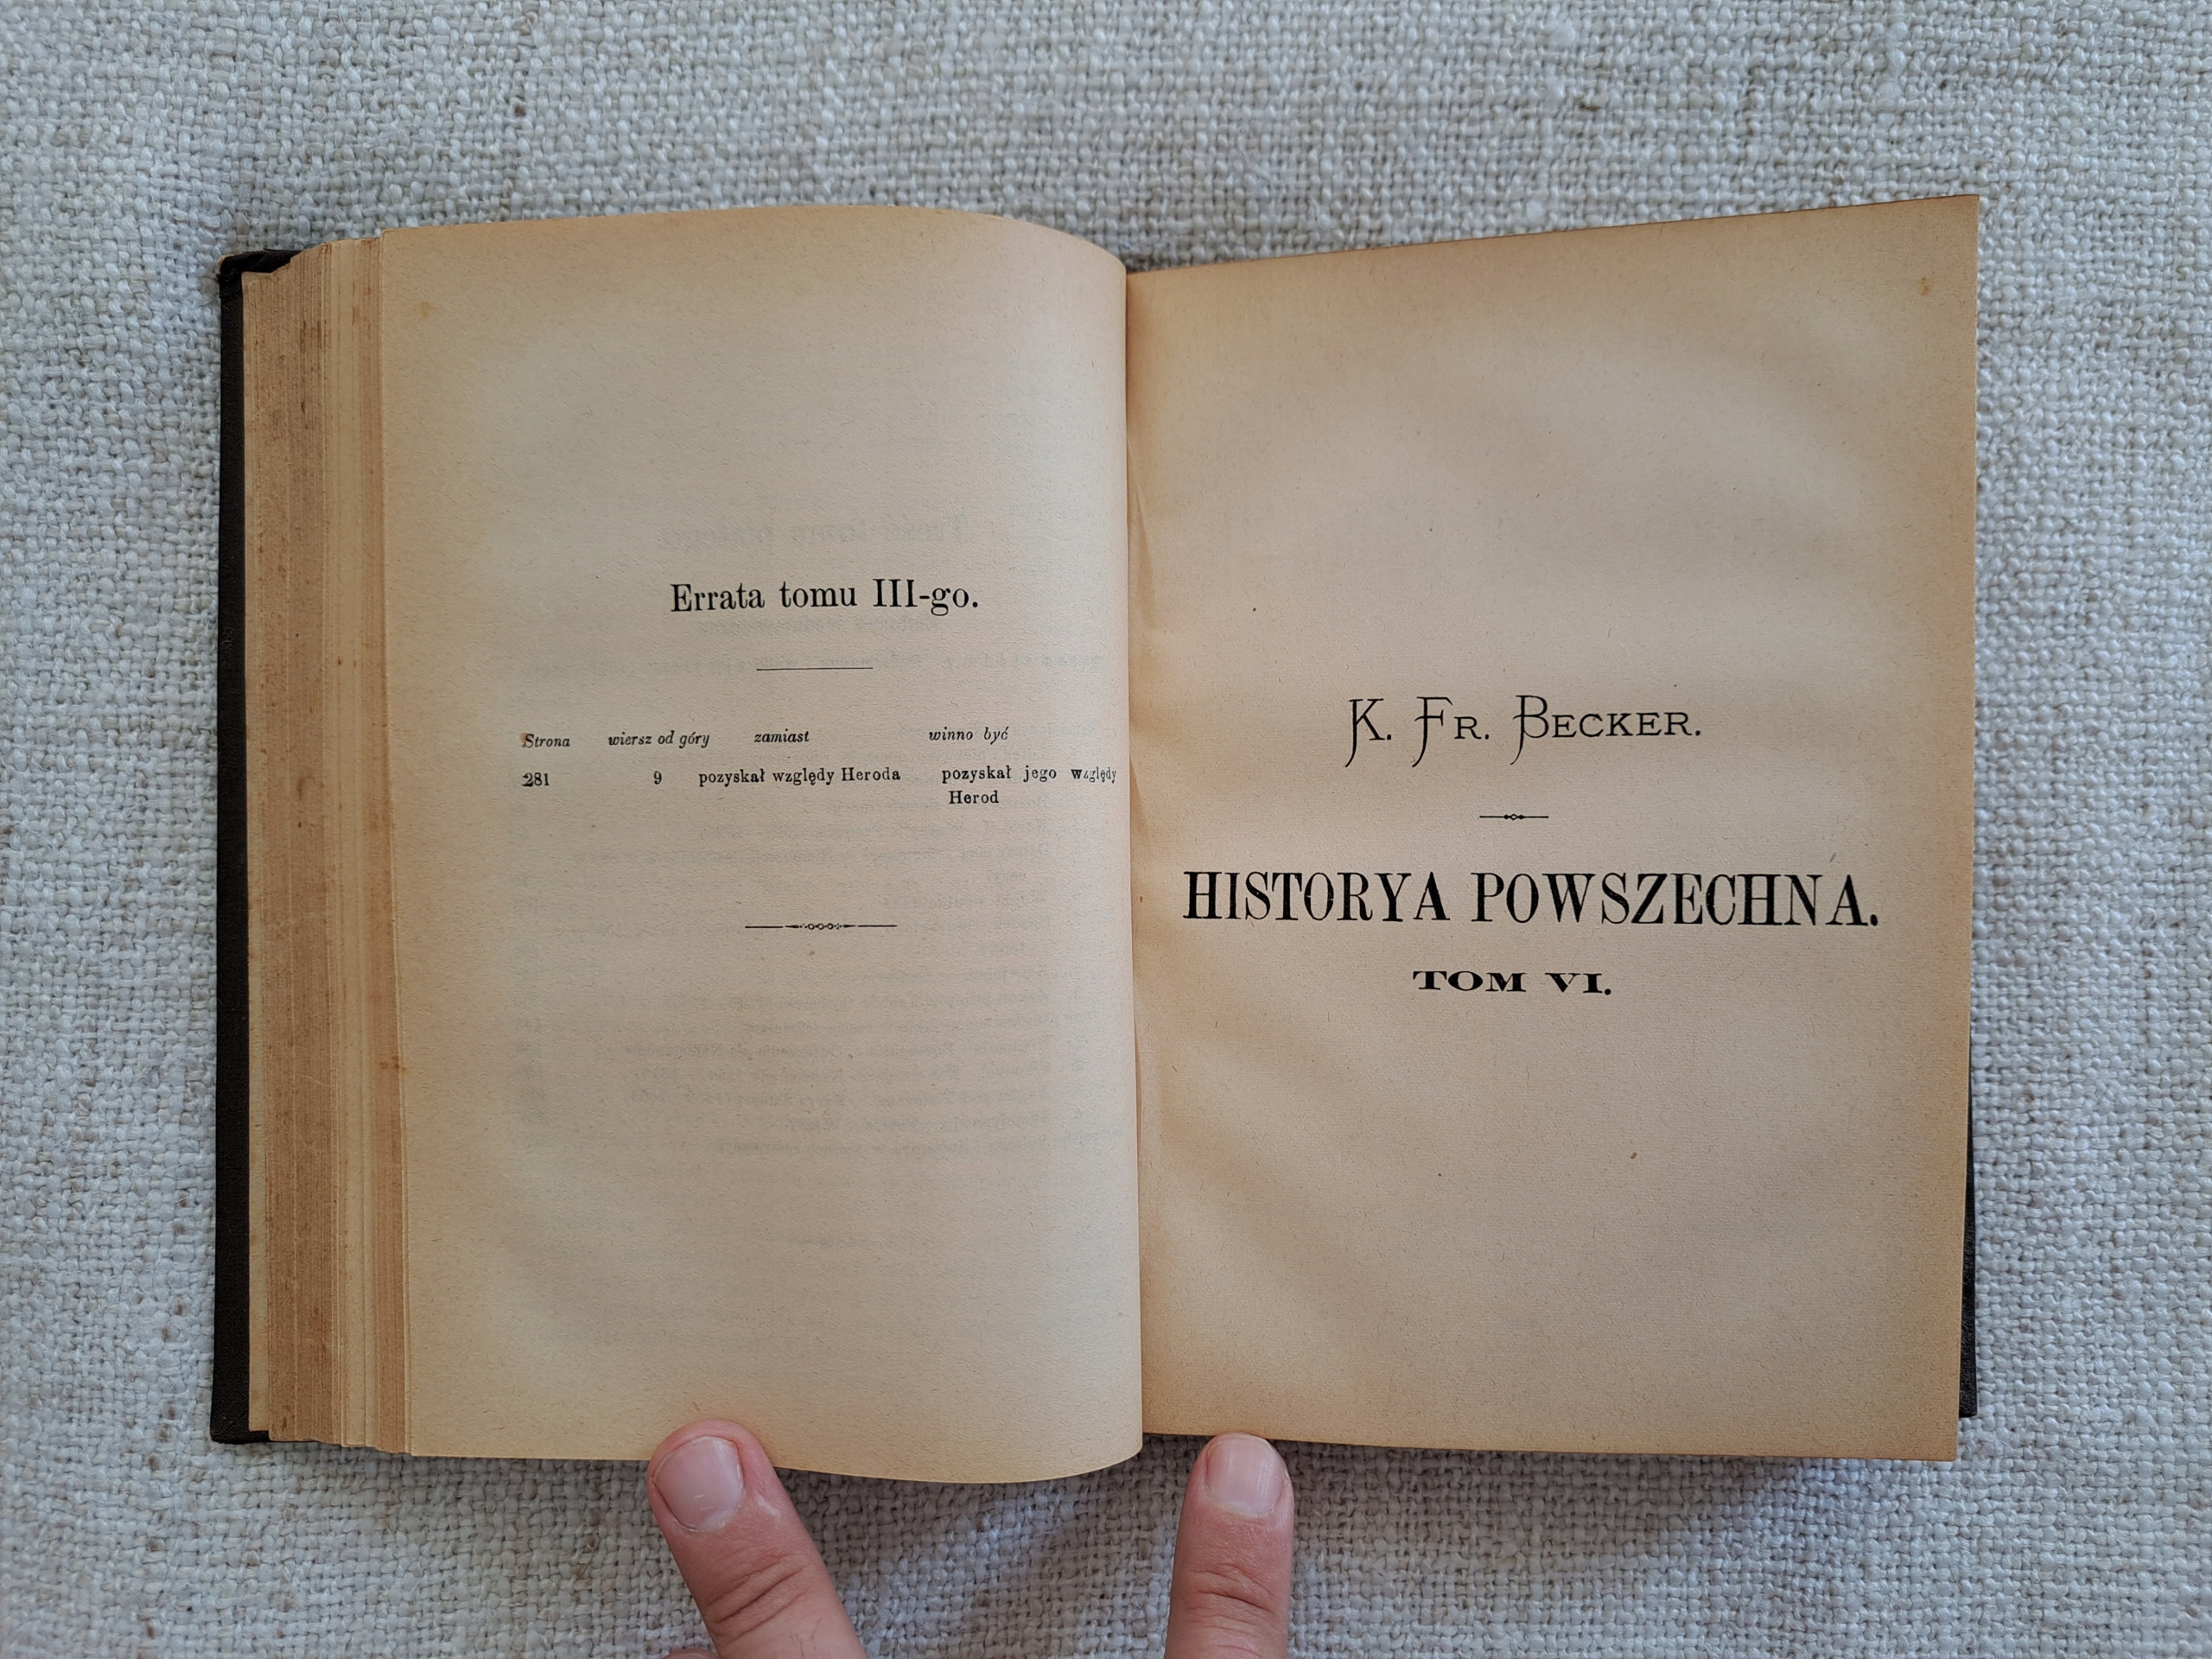 Errata tomu III-go.
Strona wiersz od góry zamiast winno być
281 9 pozyskał względy Heroda pozyskał jego względy
Herod
K. Fr. Becker.
HISTORYA POWSZECHNA.
TOM VI.